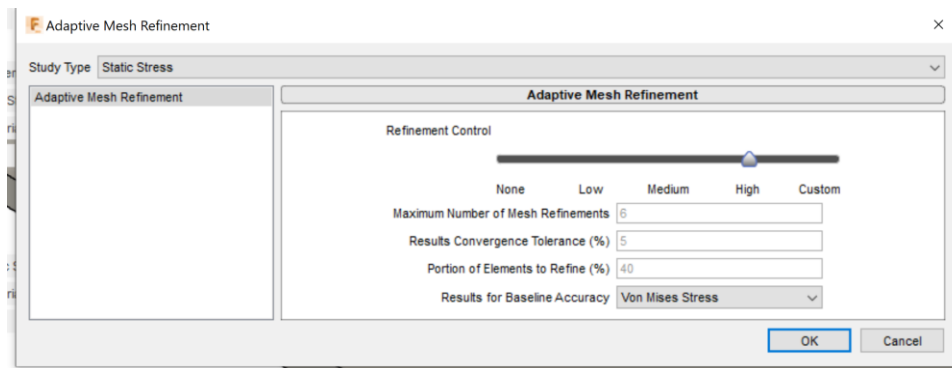 Adaptive Mesh Refinement
Study Type Static Stress
Adaptive Mesh Refinement
Adaptive Mesh Refinement
Refinement Control
None Low Medium High Custom
Maximum Number of Mesh Refinements 6
Results Convergence Tolerance (%) 5
Portion of Elements to Refine (%) 40
Results for Baseline Accuracy Von Mises Stress
OK Cancel